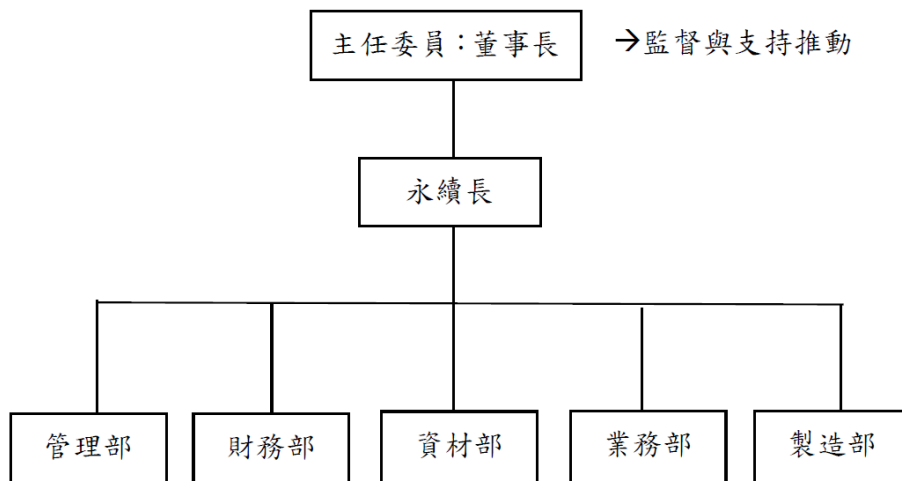 主任委員：董事長 →監督與支持推動
永續長
管理部 財務部 資材部 業務部 製造部